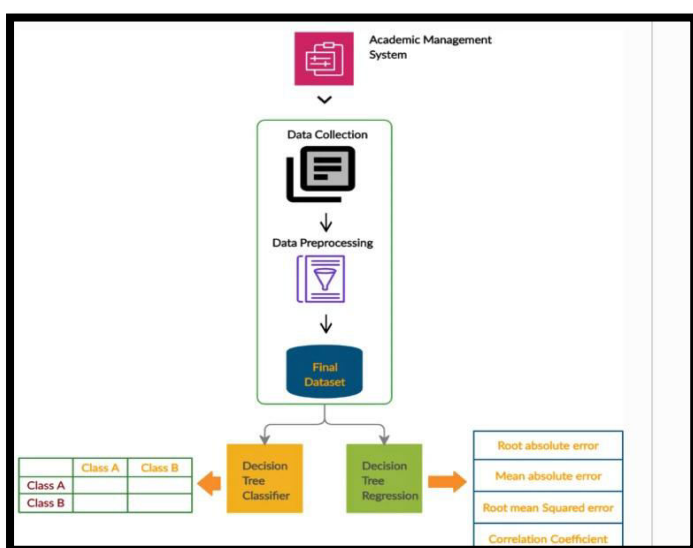 Academic Management
System
Data Collection
Data Preprocessing
Final
Dataset
Class A Class B
Class A
Class B
Decision
Tree
Classifier
Decision
Tree
Regression
Root absolute error
Mean absolute error
Root mean Squared error
Correlation Coefficient